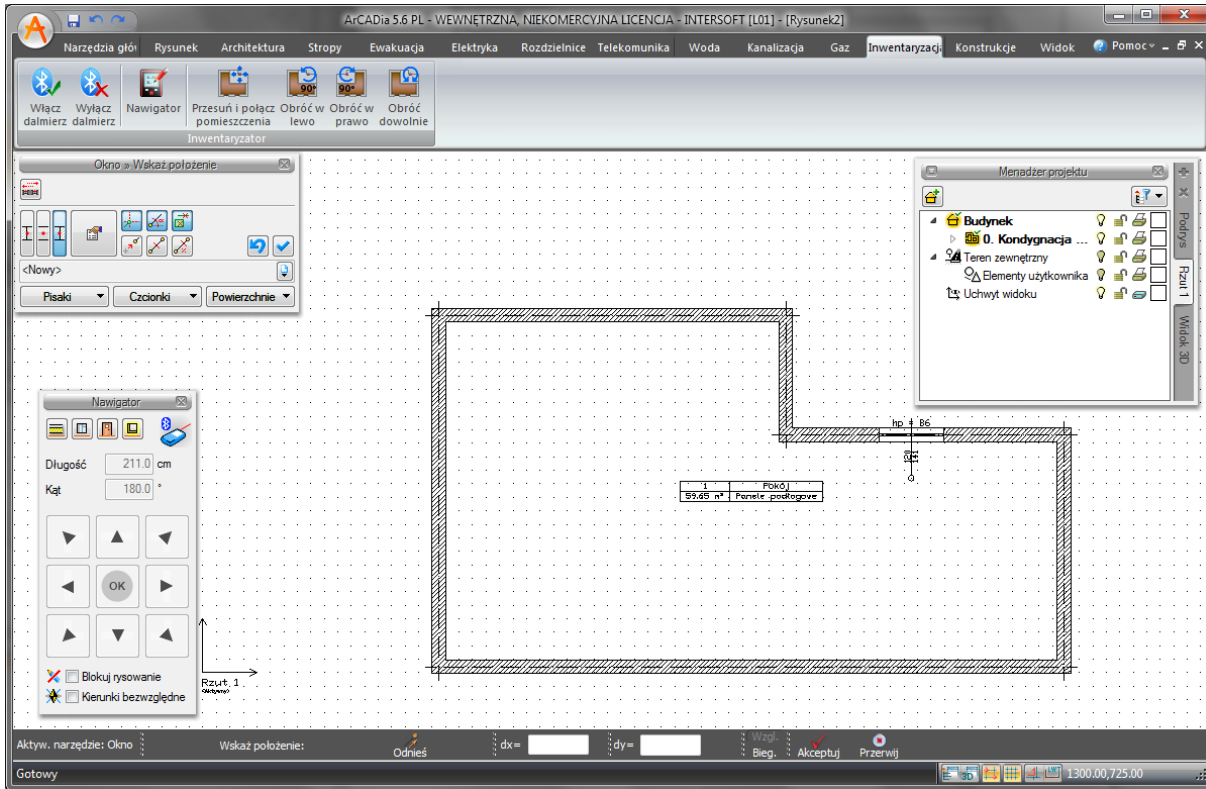 ArCADia 5.6 PL - WEWNĘTRZNA, NIEKOMERCYJNA LICENCJA - INTERSOFT [L01] - [Rysunek2]
Narzędzia głó Rysunek Architektura Stropy Ewakuacja Elektryka Rozdzielnice Telekomunika Woda Kanalizacja Gaz Inwentaryzacj Konstrukcje Widok Pomoc
Włącz dalmierz
Wyłącz dalmierz
Nawigator
Przesuń i połącz pomieszczenia
90°
Obróć w lewo
90°
Obróć w prawo
Obróć dowolnie
Inwentaryzator
Okno » Wskaż położenie
<Nowy>
Pisaki Czcionki Powierzchnie
Menadżer projektu
Budynek
0. Kondygnacja ...
Teren zewnętrzny
Elementy użytkownika
Uchwyt widoku
Podrys
Rzut 1
Widok 3D
Nawigator
Długość 211.0 cm
Kąt 180.0 °
OK
Blokuj rysowanie
Kierunki bezwzględne
hp = 86
1 Pokój
59.65 m² Panele podłogowe
Rzut 1
Aktyw. narzędzie: Okno Wskaż położenie: Odnieś dx= dy= Wzgl. Bieg. Akceptuj Przerwij
Gotowy 3D 1300.00,725.00